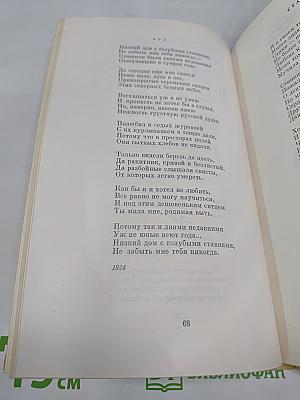 * * *
Низкий дом с голубыми ставнями,
Не забыть мне тебя никогда, —
Слишком были такими недавними
Отзвучавшие в сумрак года.
До сегодня еще мне снится
Наше поле, луга и лес,
Принакрытые сереньким ситцем
Этих северных бедных небес.
Восхищаться уж я не умею
И пропасть не хотел бы в глуши,
Но, наверно, навеки имею
Нежность грустную русской души.
Полюбил я седых журавлей
С их курлыканьем в тощие дали,
Потому что в просторах полей
Они сытных хлебов не видали.
Только видели березь да цветь,
Да ракитник, кривой и безлистый,
Да разбойные слышали свисты,
От которых легко умереть.
Как бы я и хотел не любить,
Все равно не могу научиться,
И под этим дешевеньким ситцем
Ты мила мне, родимая выть.
Потому так и днями недавними
Уж не юные веют года...
Низкий дом с голубыми ставнями,
Не забыть мне тебя никогда.
1924
68
см
БИБЛИОФАН